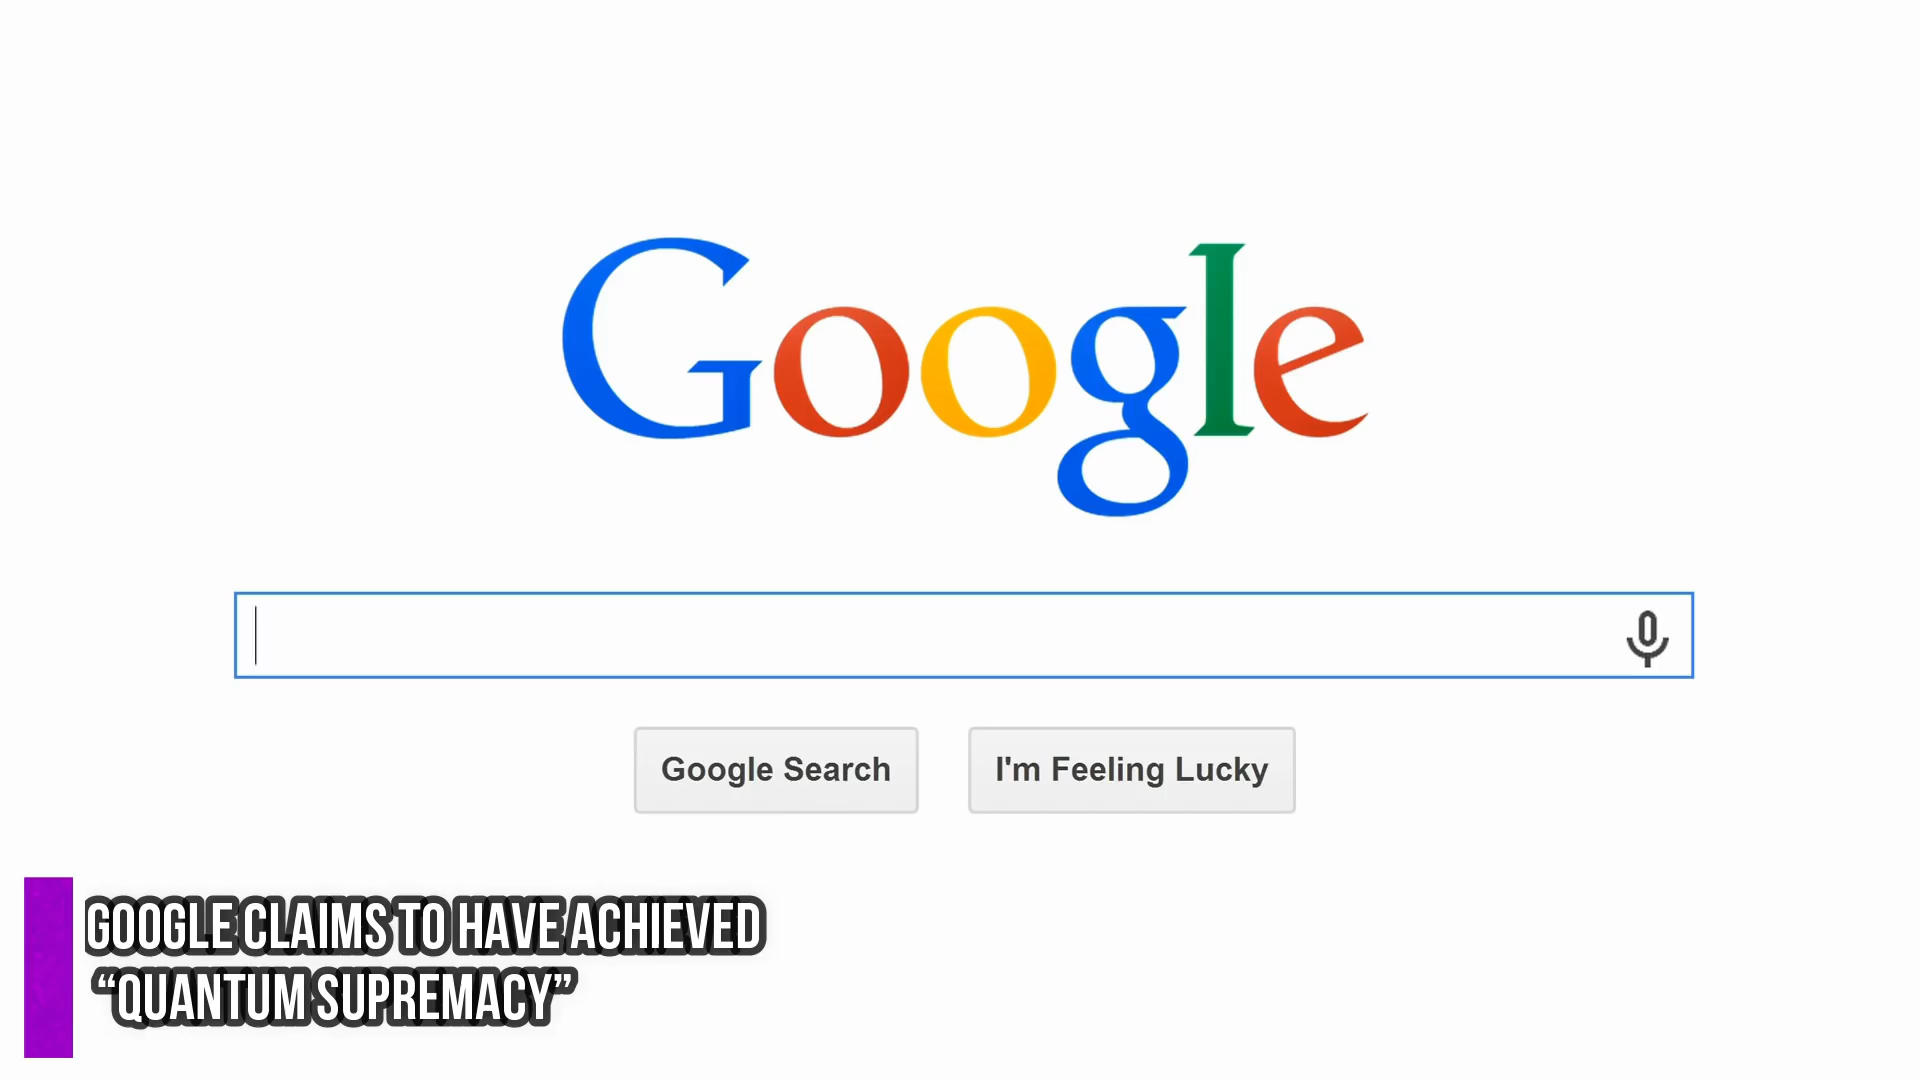 Google
Google Search
I'm Feeling Lucky
GOOGLE CLAIMS TO HAVE ACHIEVED
“QUANTUM SUPREMACY”